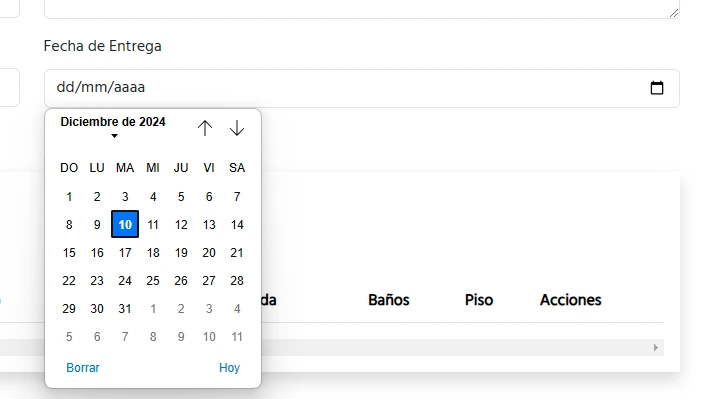 Fecha de Entrega
dd/mm/aaaa
Diciembre de 2024
DO LU MA MI JU VI SA
1 2 3 4 5 6 7
8 9 10 11 12 13 14
15 16 17 18 19 20 21
22 23 24 25 26 27 28
29 30 31 1 2 3 4
5 6 7 8 9 10 11
Borrar Hoy
da Baños Piso Acciones